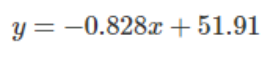 y = −0.828x + 51.91